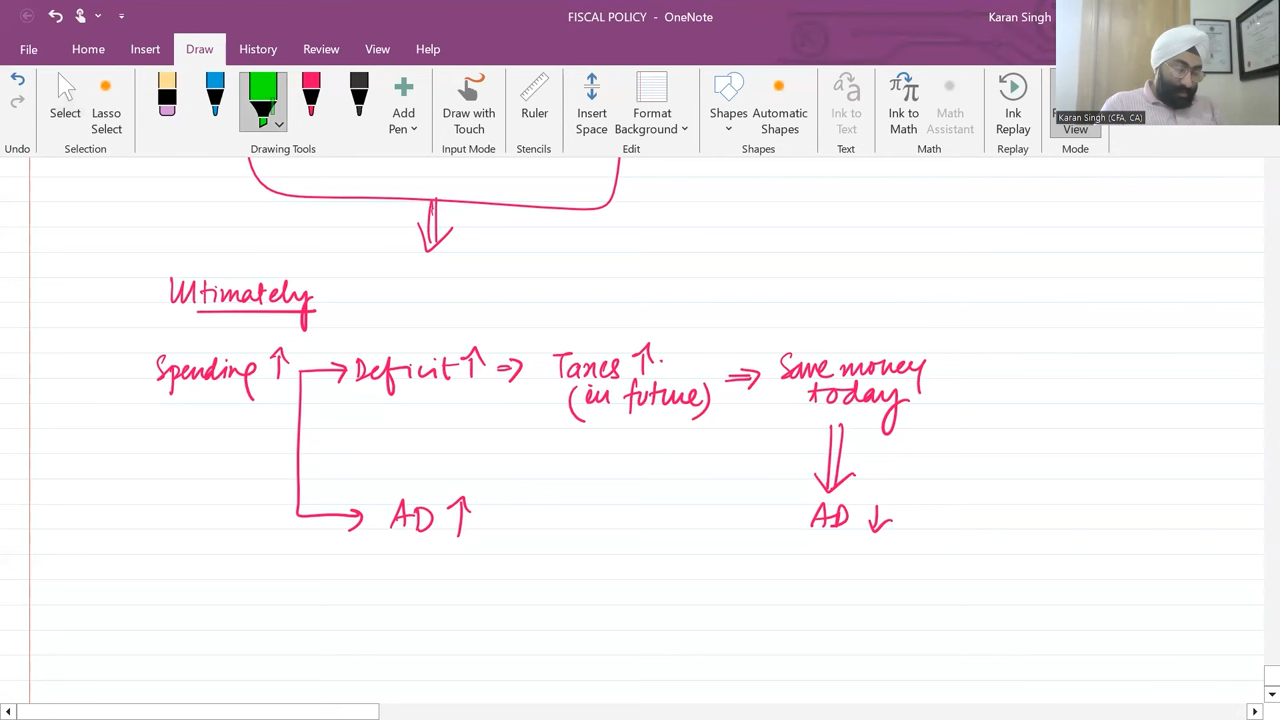 FISCAL POLICY - OneNote
Karan Singh
File Home Insert Draw History Review View Help
Select
Lasso Select
Add Pen
Draw with Touch
Ruler
Insert Space
Format Background
Shapes
Automatic Shapes
Ink to Text
Ink to Math
Math Assistant
Ink Replay
View
Undo
Selection
Drawing Tools
Input Mode
Stencils
Edit
Shapes
Text
Math
Replay
Mode
Karan Singh (CFA, CA)
Ultimately
Spending ↑ → Deficit ↑ ⇒ Taxes ↑ ⇒ Save money
(in future) today
AD ↑ AD ↓